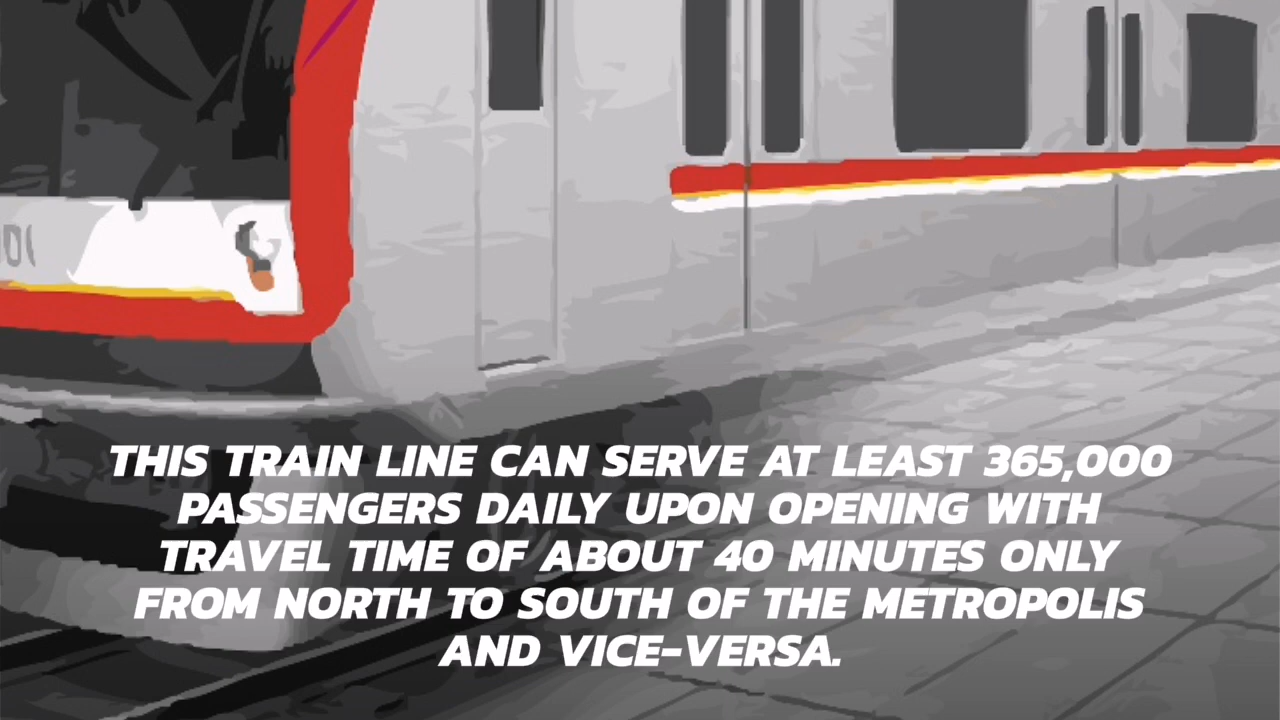 THIS TRAIN LINE CAN SERVE AT LEAST 365,000
PASSENGERS DAILY UPON OPENING WITH
TRAVEL TIME OF ABOUT 40 MINUTES ONLY
FROM NORTH TO SOUTH OF THE METROPOLIS
AND VICE-VERSA.